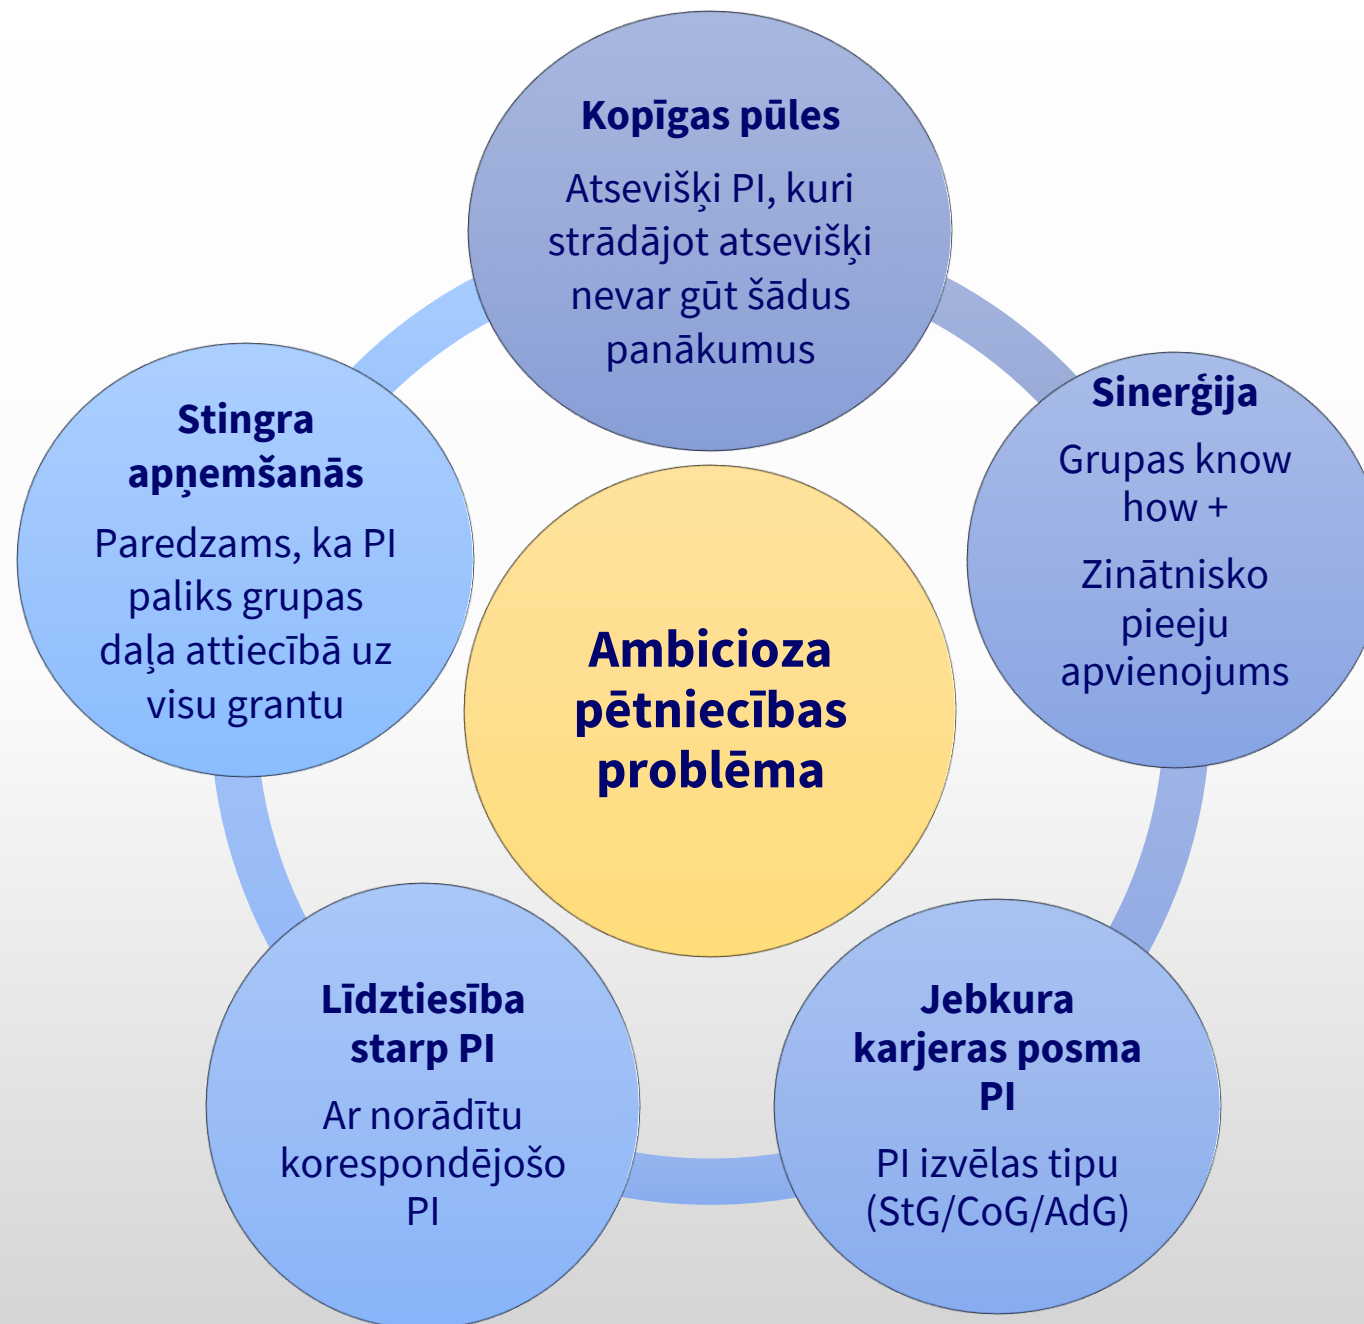 Kopīgas pūles
Atsevišķi PI, kuri
strādājot atsevišķi
nevar gūt šādus
panākumus
Sinerģija
Grupas know
how +
Zinātnisko
pieeju
apvienojums
Jebkura
karjeras posma
PI
PI izvēlas tipu
(StG/CoG/AdG)
Līdztiesība
starp PI
Ar norādītu
korespondējošo
PI
Stingra
apņemšanās
Paredzams, ka PI
paliks grupas
daļa attiecībā uz
visu grantu
Ambicioza
pētniecības
problēma